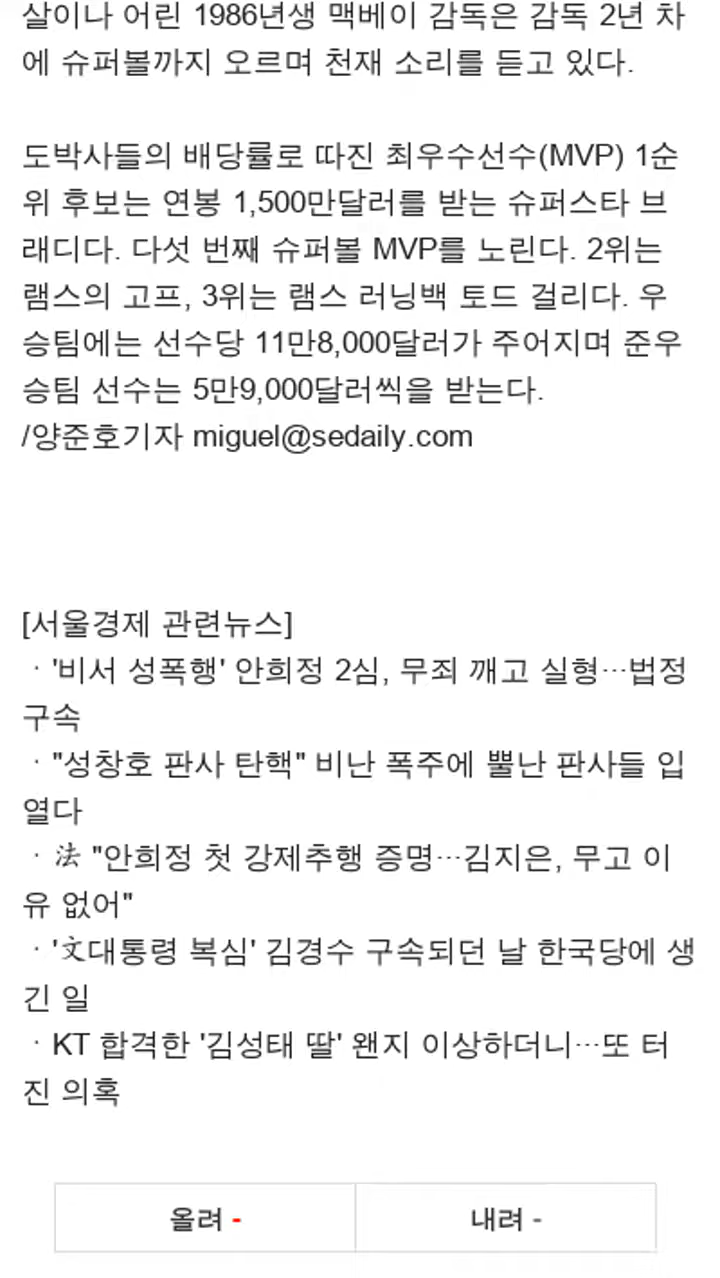 살이나 어린 1986년생 맥베이 감독은 감독 2년 차
에 슈퍼볼까지 오르며 천재 소리를 듣고 있다.
도박사들의 배당률로 따진 최우수선수(MVP) 1순
위 후보는 연봉 1,500만달러를 받는 슈퍼스타 브
래디다. 다섯 번째 슈퍼볼 MVP를 노린다. 2위는
램스의 고프, 3위는 램스 러닝백 토드 걸리다. 우
승팀에는 선수당 11만8,000달러가 주어지며 준우
승팀 선수는 5만9,000달러씩을 받는다.
/양준호기자 miguel@sedaily.com
[서울경제 관련뉴스]
ㆍ'비서 성폭행' 안희정 2심, 무죄 깨고 실형…법정
구속
ㆍ"성창호 판사 탄핵" 비난 폭주에 뿔난 판사들 입
열다
ㆍ法 "안희정 첫 강제추행 증명…김지은, 무고 이
유 없어"
ㆍ'文대통령 복심' 김경수 구속되던 날 한국당에 생
긴 일
ㆍKT 합격한 '김성태 딸' 왠지 이상하더니…또 터
진 의혹
올려 - 내려 -